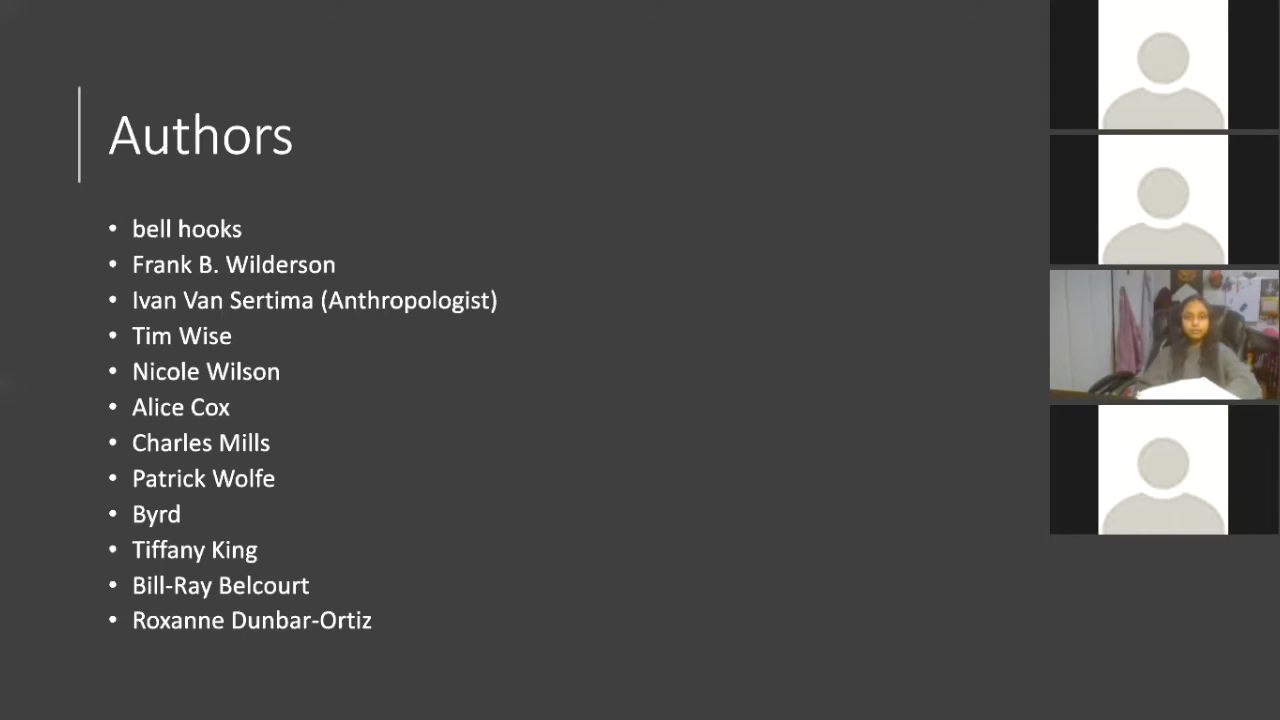 Authors
• bell hooks
• Frank B. Wilderson
• Ivan Van Sertima (Anthropologist)
• Tim Wise
• Nicole Wilson
• Alice Cox
• Charles Mills
• Patrick Wolfe
• Byrd
• Tiffany King
• Bill-Ray Belcourt
• Roxanne Dunbar-Ortiz